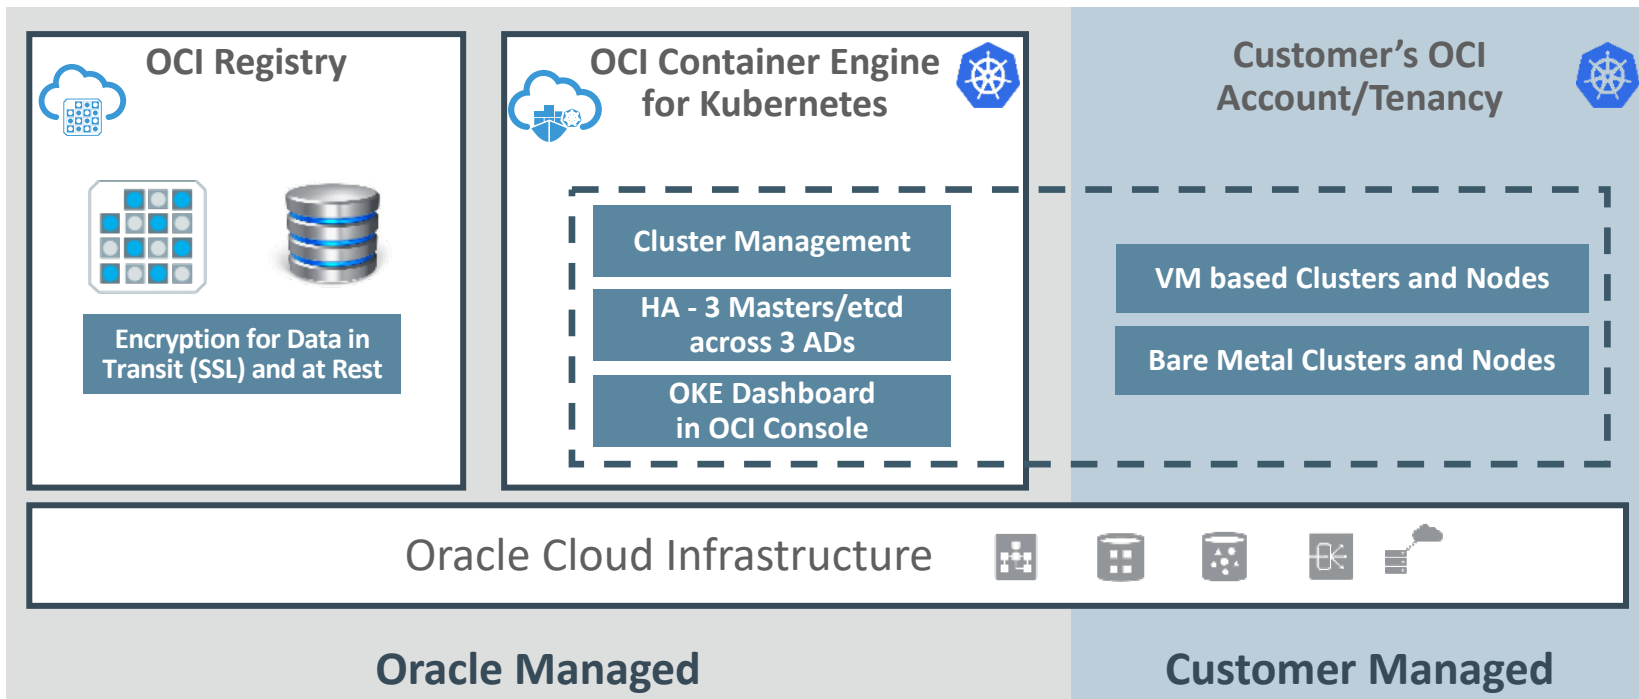 OCI Registry
Encryption for Data in
Transit (SSL) and at Rest
OCI Container Engine
for Kubernetes
Cluster Management
HA - 3 Masters/etcd
across 3 ADs
OKE Dashboard
in OCI Console
Customer’s OCI
Account/Tenancy
VM based Clusters and Nodes
Bare Metal Clusters and Nodes
Oracle Cloud Infrastructure
Oracle Managed
Customer Managed